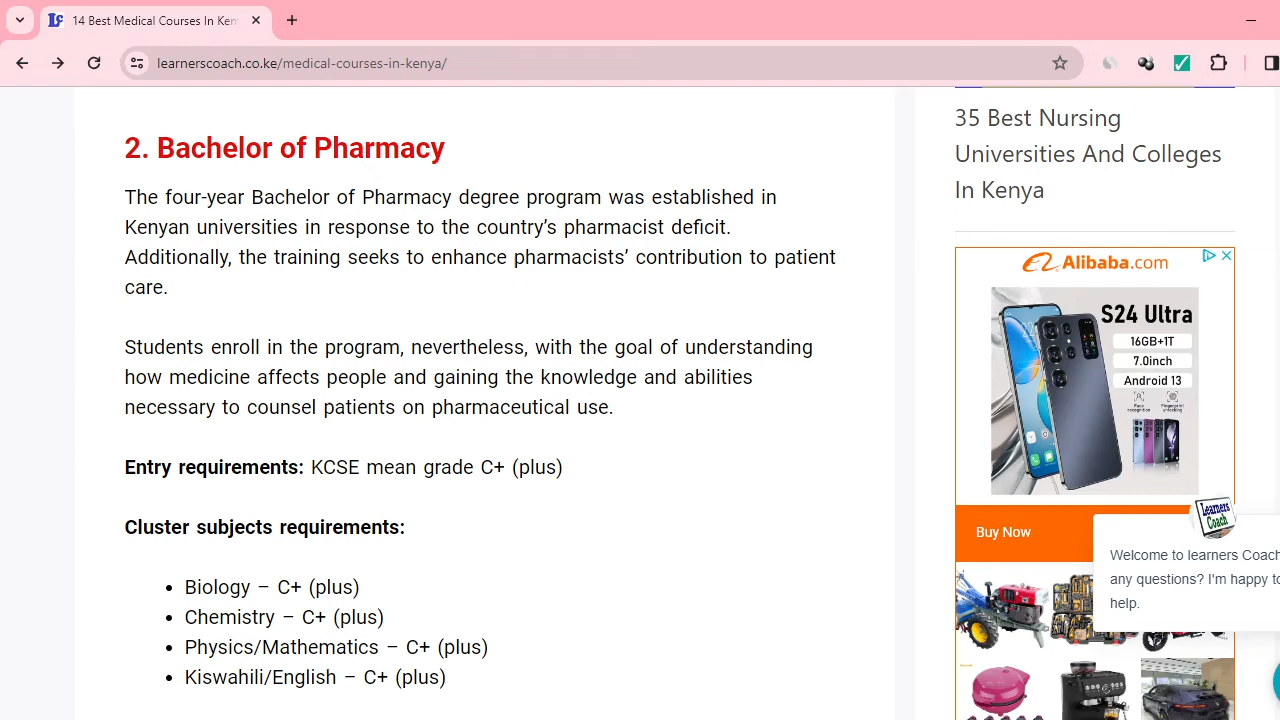 14 Best Medical Courses In Ken
learnerscoach.co.ke/medical-courses-in-kenya/
2. Bachelor of Pharmacy
The four-year Bachelor of Pharmacy degree program was established in
Kenyan universities in response to the country’s pharmacist deficit.
Additionally, the training seeks to enhance pharmacists’ contribution to patient
care.
Students enroll in the program, nevertheless, with the goal of understanding
how medicine affects people and gaining the knowledge and abilities
necessary to counsel patients on pharmaceutical use.
Entry requirements: KCSE mean grade C+ (plus)
Cluster subjects requirements:
• Biology – C+ (plus)
• Chemistry – C+ (plus)
• Physics/Mathematics – C+ (plus)
• Kiswahili/English – C+ (plus)
35 Best Nursing
Universities And Colleges
In Kenya
Alibaba.com
S24 Ultra
16GB+1T
7.0inch
Android 13
Face recognition
Fingerprint unlocking
Buy Now
Learners Coach
Welcome to learners Coach
any questions? I'm happy to
help.